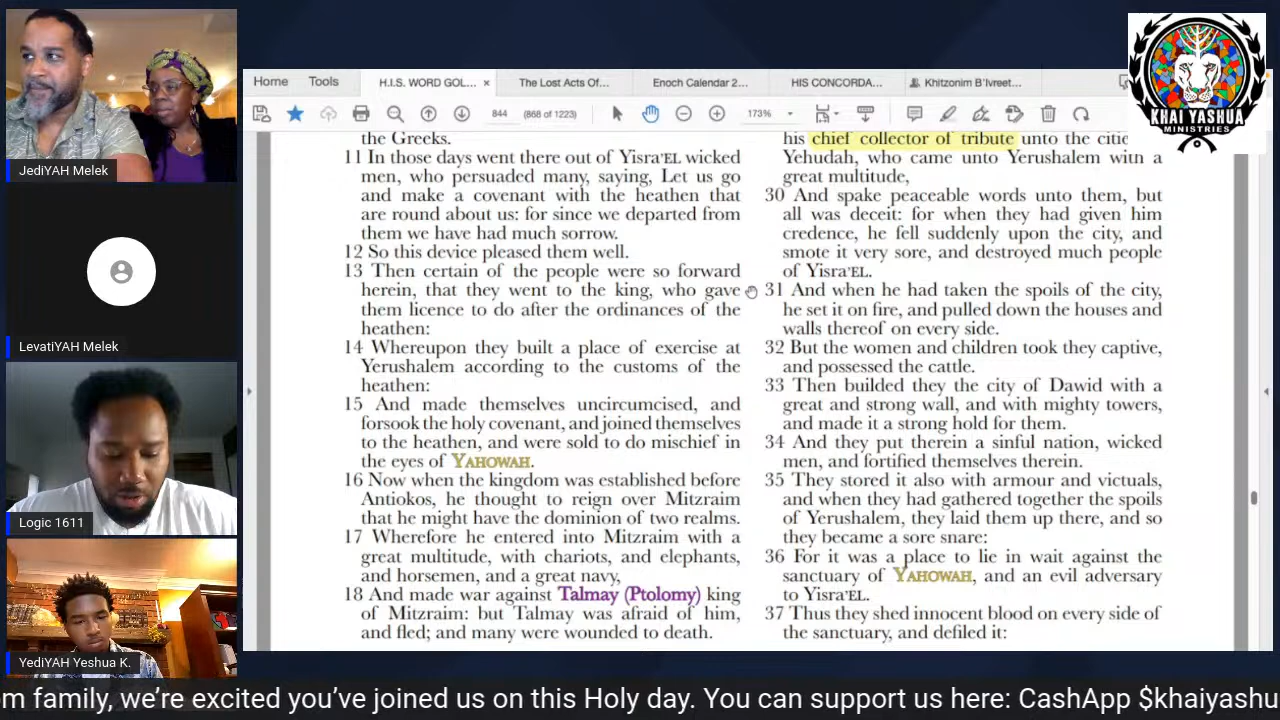 JediYAH Melek
LevatiYAH Melek
Logic 1611
YediYAH Yeshua K.
Home Tools H.I.S. WORD GOL... × The Lost Acts Of... Enoch Calendar 2... HIS CONCORDA... Khitzonim B'Ivreet...
844 (868 of 1223) 173%
KHAI YASHUA
MINISTRIES
the Greeks.
11 In those days went there out of Yisra'EL wicked
men, who persuaded many, saying, Let us go
and make a covenant with the heathen that
are round about us: for since we departed from
them we have had much sorrow.
12 So this device pleased them well.
13 Then certain of the people were so forward
herein, that they went to the king, who gave
them licence to do after the ordinances of the
heathen:
14 Whereupon they built a place of exercise at
Yerushalem according to the customs of the
heathen:
15 And made themselves uncircumcised, and
forsook the holy covenant, and joined themselves
to the heathen, and were sold to do mischief in
the eyes of YAHOWAH.
16 Now when the kingdom was established before
Antiokos, he thought to reign over Mitzraim
that he might have the dominion of two realms.
17 Wherefore he entered into Mitzraim with a
great multitude, with chariots, and elephants,
and horsemen, and a great navy,
18 And made war against Talmay (Ptolomy) king
of Mitzraim: but Talmay was afraid of him,
and fled; and many were wounded to death.
his chief collector of tribute unto the citie
Yehudah, who came unto Yerushalem with a
great multitude,
30 And spake peaceable words unto them, but
all was deceit: for when they had given him
credence, he fell suddenly upon the city, and
smote it very sore, and destroyed much people
of Yisra'EL.
31 And when he had taken the spoils of the city,
he set it on fire, and pulled down the houses and
walls thereof on every side.
32 But the women and children took they captive,
and possessed the cattle.
33 Then builded they the city of Dawid with a
great and strong wall, and with mighty towers,
and made it a strong hold for them.
34 And they put therein a sinful nation, wicked
men, and fortified themselves therein.
35 They stored it also with armour and victuals,
and when they had gathered together the spoils
of Yerushalem, they laid them up there, and so
they became a sore snare:
36 For it was a place to lie in wait against the
sanctuary of YAHOWAH, and an evil adversary
to Yisra'EL.
37 Thus they shed innocent blood on every side of
the sanctuary, and defiled it:
om family, we're excited you've joined us on this Holy day. You can support us here: CashApp $khaiyashu